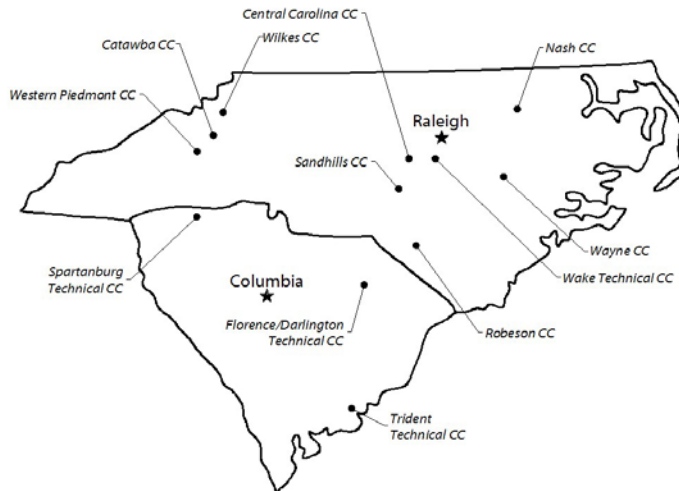 Central Carolina CC
Wilkes CC
Catawba CC
Nash CC
Western Piedmont CC
Raleigh
Sandhills CC
Wayne CC
Spartanburg
Technical CC
Wake Technical CC
Columbia
Florence/Darlington
Technical CC
Robeson CC
Trident
Technical CC